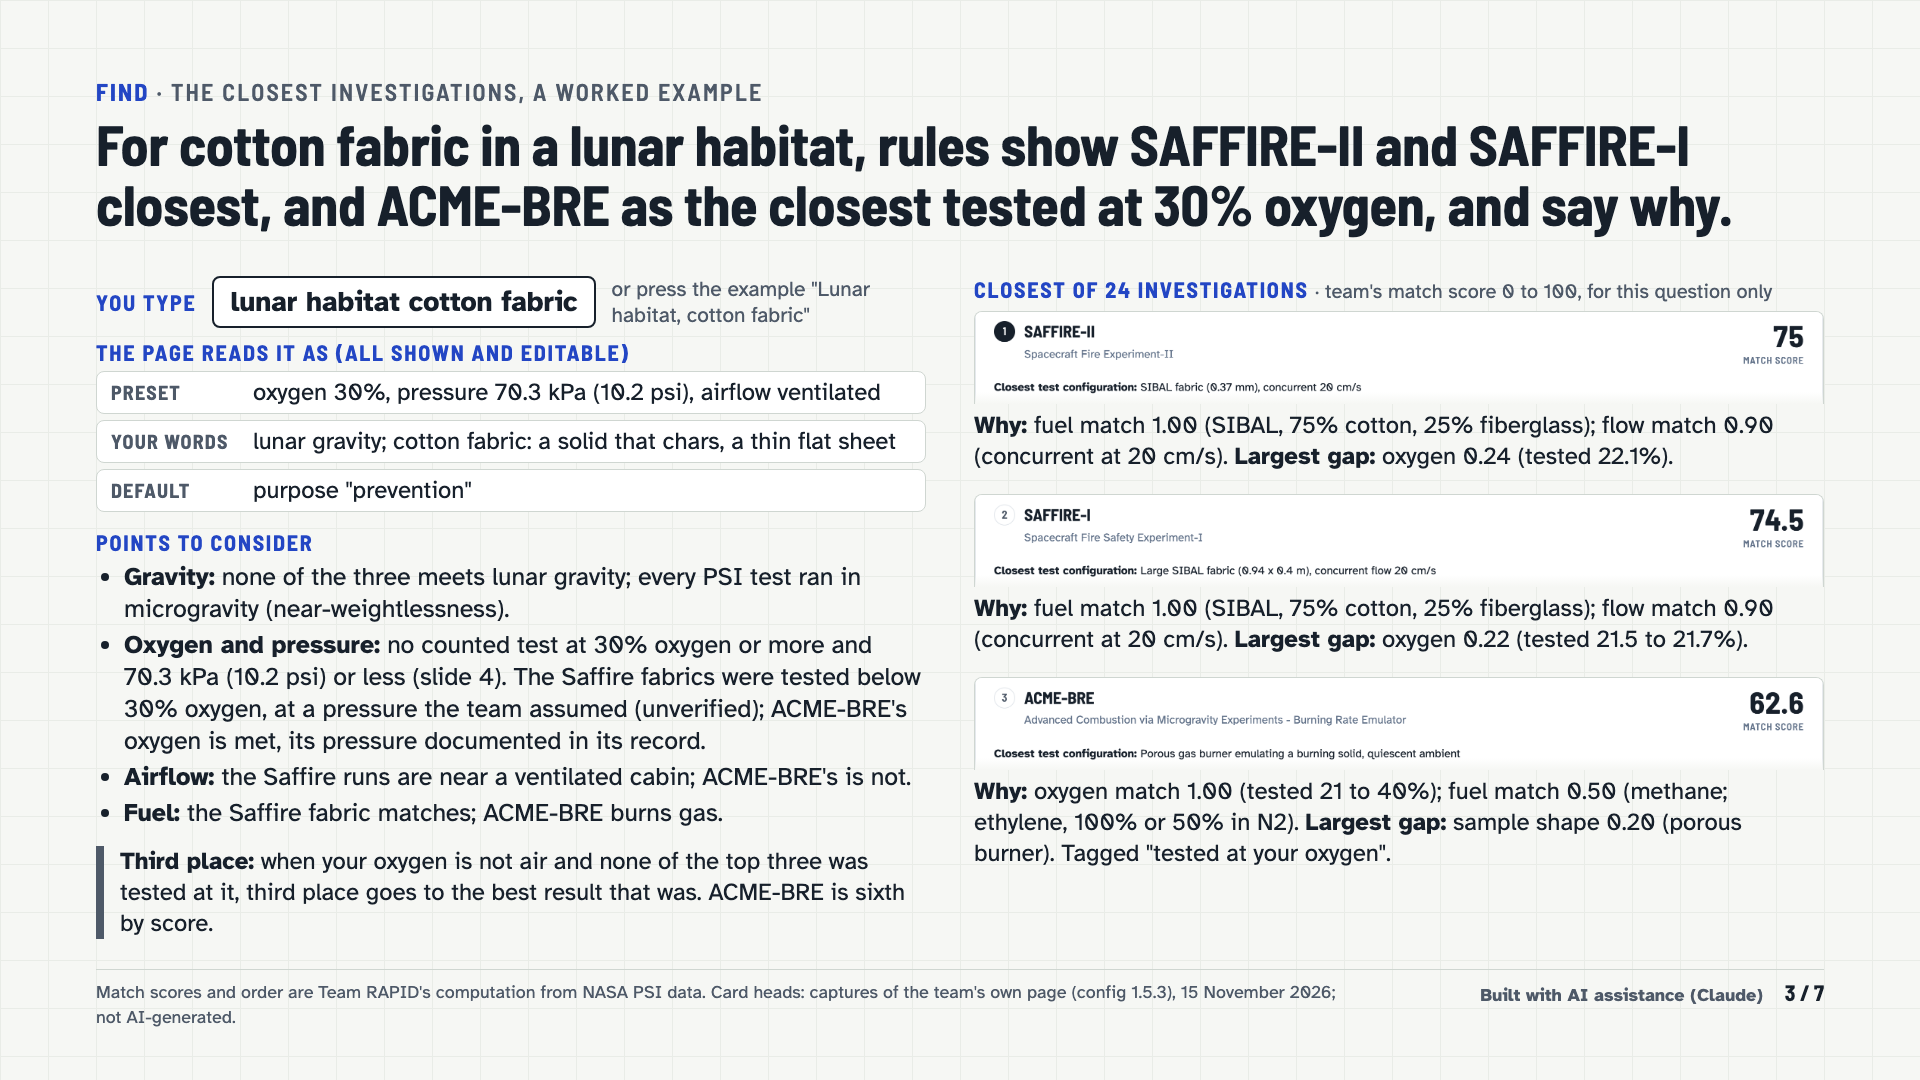 FIND · THE CLOSEST INVESTIGATIONS, A WORKED EXAMPLE
For cotton fabric in a lunar habitat, rules show SAFFIRE-II and SAFFIRE-I
closest, and ACME-BRE as the closest tested at 30% oxygen, and say why.
YOU TYPE
lunar habitat cotton fabric
or press the example "Lunar
habitat, cotton fabric"
THE PAGE READS IT AS (ALL SHOWN AND EDITABLE)
PRESET oxygen 30%, pressure 70.3 kPa (10.2 psi), airflow ventilated
YOUR WORDS lunar gravity; cotton fabric: a solid that chars, a thin flat sheet
DEFAULT purpose "prevention"
POINTS TO CONSIDER
• Gravity: none of the three meets lunar gravity; every PSI test ran in
microgravity (near-weightlessness).
• Oxygen and pressure: no counted test at 30% oxygen or more and
70.3 kPa (10.2 psi) or less (slide 4). The Saffire fabrics were tested below
30% oxygen, at a pressure the team assumed (unverified); ACME-BRE's
oxygen is met, its pressure documented in its record.
• Airflow: the Saffire runs are near a ventilated cabin; ACME-BRE's is not.
• Fuel: the Saffire fabric matches; ACME-BRE burns gas.
Third place: when your oxygen is not air and none of the top three was
tested at it, third place goes to the best result that was. ACME-BRE is sixth
by score.
CLOSEST OF 24 INVESTIGATIONS · team's match score 0 to 100, for this question only
1 SAFFIRE-II
Spacecraft Fire Experiment-II
75
MATCH SCORE
Closest test configuration: SIBAL fabric (0.37 mm), concurrent 20 cm/s
Why: fuel match 1.00 (SIBAL, 75% cotton, 25% fiberglass); flow match 0.90
(concurrent at 20 cm/s). Largest gap: oxygen 0.24 (tested 22.1%).
2 SAFFIRE-I
Spacecraft Fire Safety Experiment-I
74.5
MATCH SCORE
Closest test configuration: Large SIBAL fabric (0.94 x 0.4 m), concurrent flow 20 cm/s
Why: fuel match 1.00 (SIBAL, 75% cotton, 25% fiberglass); flow match 0.90
(concurrent at 20 cm/s). Largest gap: oxygen 0.22 (tested 21.5 to 21.7%).
3 ACME-BRE
Advanced Combustion via Microgravity Experiments - Burning Rate Emulator
62.6
MATCH SCORE
Closest test configuration: Porous gas burner emulating a burning solid, quiescent ambient
Why: oxygen match 1.00 (tested 21 to 40%); fuel match 0.50 (methane;
ethylene, 100% or 50% in N2). Largest gap: sample shape 0.20 (porous
burner). Tagged "tested at your oxygen".
Match scores and order are Team RAPID's computation from NASA PSI data. Card heads: captures of the team's own page (config 1.5.3), 15 November 2026;
not AI-generated.
Built with AI assistance (Claude) 3 / 7